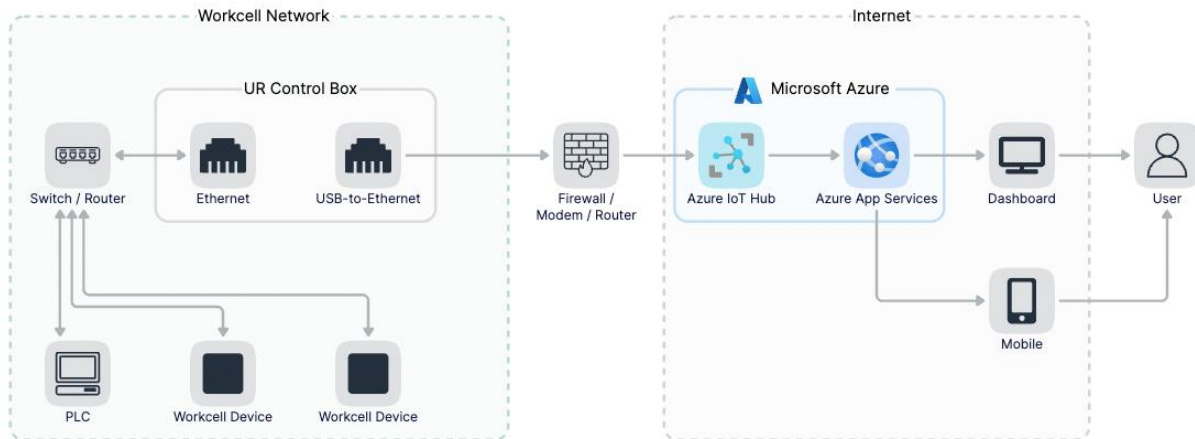 Workcell Network
Internet
UR Control Box
Microsoft Azure
Switch / Router
Ethernet
USB-to-Ethernet
Firewall /
Modem / Router
Azure IoT Hub
Azure App Services
Dashboard
User
Mobile
PLC
Workcell Device
Workcell Device